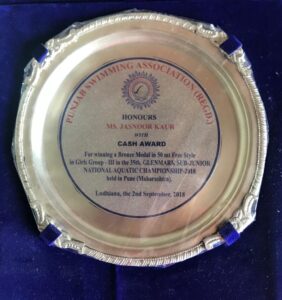 PUNJAB SWIMMING ASSOCIATION (REGD.)
HONOURS
MS. JASNOOR KAUR
WITH
CASH AWARD
For winning a Bronze Medal in 50 mt Free Style
in Girls Group - III in the 35th. GLENMARK SUB-JUNIOR
NATIONAL AQUATIC CHAMPIONSHIP-2018
held in Pune (Maharashtra).
Ludhiana, the 2nd September, 2018